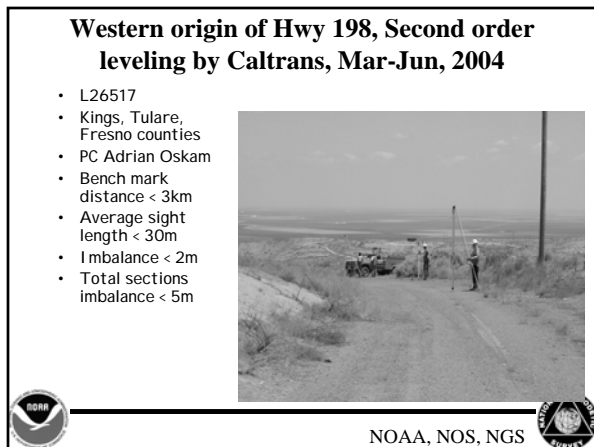 Western origin of Hwy 198, Second order
leveling by Caltrans, Mar-Jun, 2004
• L26517
• Kings, Tulare,
Fresno counties
• PC Adrian Oskam
• Bench mark
distance < 3km
• Average sight
length < 30m
• Imbalance < 2m
• Total sections
imbalance < 5m
NOAA
NOAA, NOS, NGS
SURVEY